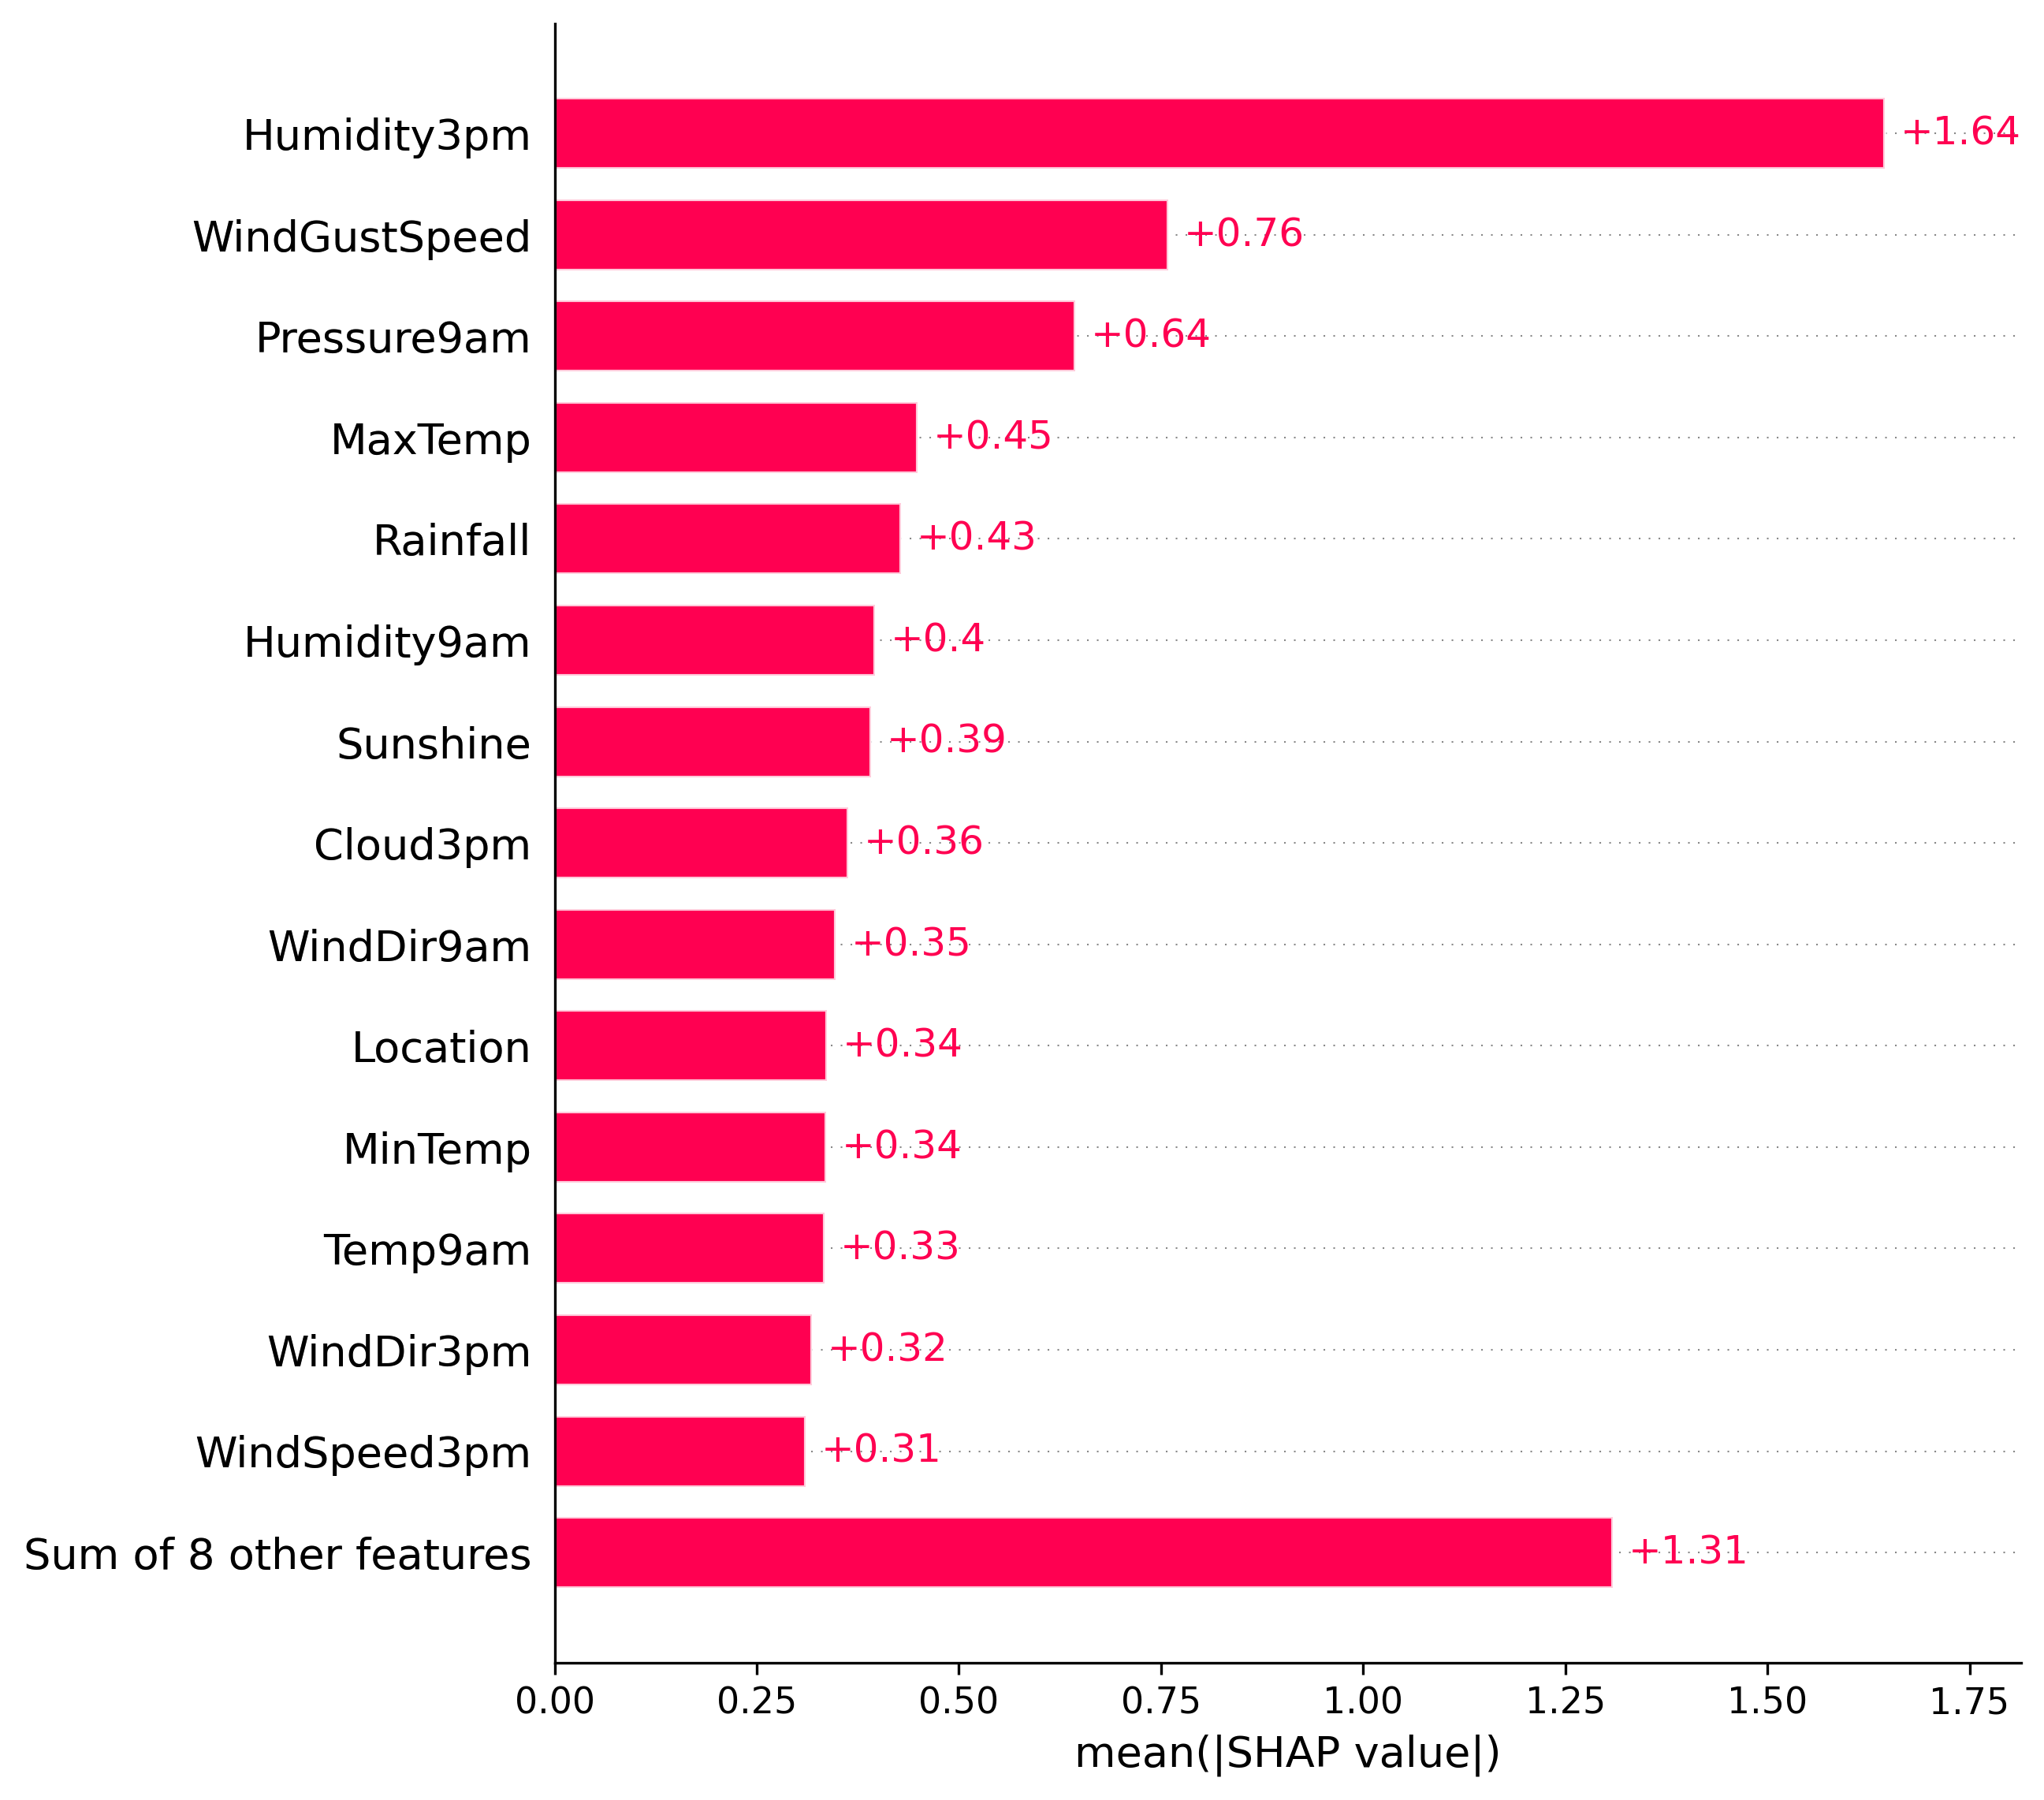 Humidity3pm +1.64
WindGustSpeed +0.76
Pressure9am +0.64
MaxTemp +0.45
Rainfall +0.43
Humidity9am +0.4
Sunshine +0.39
Cloud3pm +0.36
WindDir9am +0.35
Location +0.34
MinTemp +0.34
Temp9am +0.33
WindDir3pm +0.32
WindSpeed3pm +0.31
Sum of 8 other features +1.31
0.00 0.25 0.50 0.75 1.00 1.25 1.50 1.75
mean(|SHAP value|)